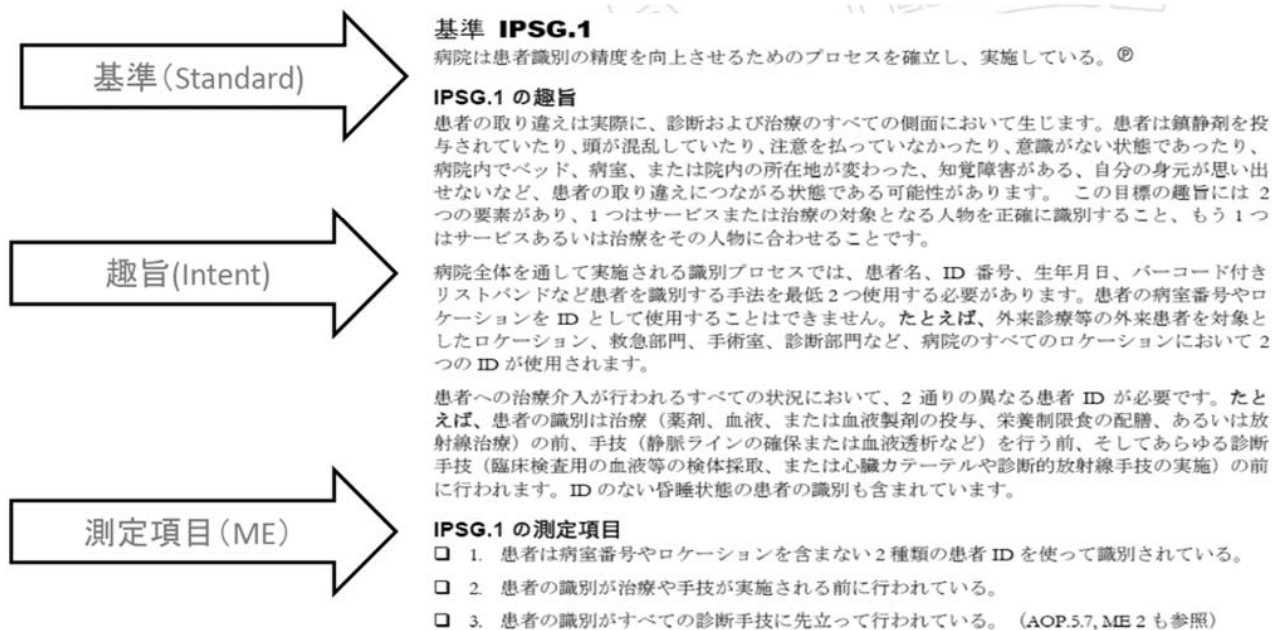 基準(Standard)
趣旨(Intent)
測定項目(ME)
基準 IPSG.1
病院は患者識別の精度を向上させるためのプロセスを確立し、実施している。Ⓟ
IPSG.1 の趣旨
患者の取り違えは実際に、診断および治療のすべての側面において生じます。患者は鎮静剤を投
与されていたり、頭が混乱していたり、注意を払っていなかったり、意識がない状態であったり、
病院内でベッド、病室、または院内の所在地が変わった、知覚障害がある、自分の身元が思い出
せないなど、患者の取り違えにつながる状態である可能性があります。 この目標の趣旨には 2
つの要素があり、1 つはサービスまたは治療の対象となる人物を正確に識別すること、もう 1 つ
はサービスあるいは治療をその人物に合わせることです。
病院全体を通して実施される識別プロセスでは、患者名、ID 番号、生年月日、バーコード付き
リストバンドなど患者を識別する手法を最低 2 つ使用する必要があります。患者の病室番号やロ
ケーションを ID として使用することはできません。たとえば、外来診療等の外来患者を対象と
したロケーション、救急部門、手術室、診断部門など、病院のすべてのロケーションにおいて 2
つの ID が使用されます。
患者への治療介入が行われるすべての状況において、2 通りの異なる患者 ID が必要です。たと
えば、患者の識別は治療（薬剤、血液、または血液製剤の投与、栄養制限食の配膳、あるいは放
射線治療）の前、手技（静脈ラインの確保または血液透析など）を行う前、そしてあらゆる診断
手技（臨床検査用の血液等の検体採取、または心臓カテーテルや診断的放射線手技の実施）の前
に行われます。ID のない昏睡状態の患者の識別も含まれています。
IPSG.1 の測定項目
❑ 1. 患者は病室番号やロケーションを含まない 2 種類の患者 ID を使って識別されている。
❑ 2. 患者の識別が治療や手技が実施される前に行われている。
❑ 3. 患者の識別がすべての診断手技に先立って行われている。（AOP.5.7, ME 2 も参照）